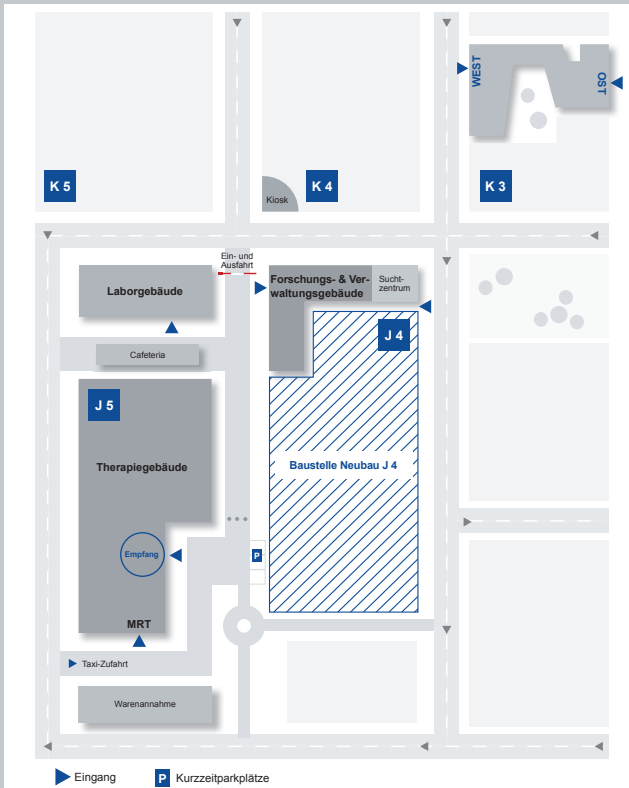 WEST
OST
K 5
K 4
K 3
Kiosk
Ein- und
Ausfahrt
Laborgebäude
Forschungs- & Ver-
waltungsgebäude
Sucht-
zentrum
J 4
Cafeteria
J 5
Therapiegebäude
Baustelle Neubau J 4
Empfang
P
MRT
Taxi-Zufahrt
Warenannahme
Eingang
P Kurzzeitparkplätze